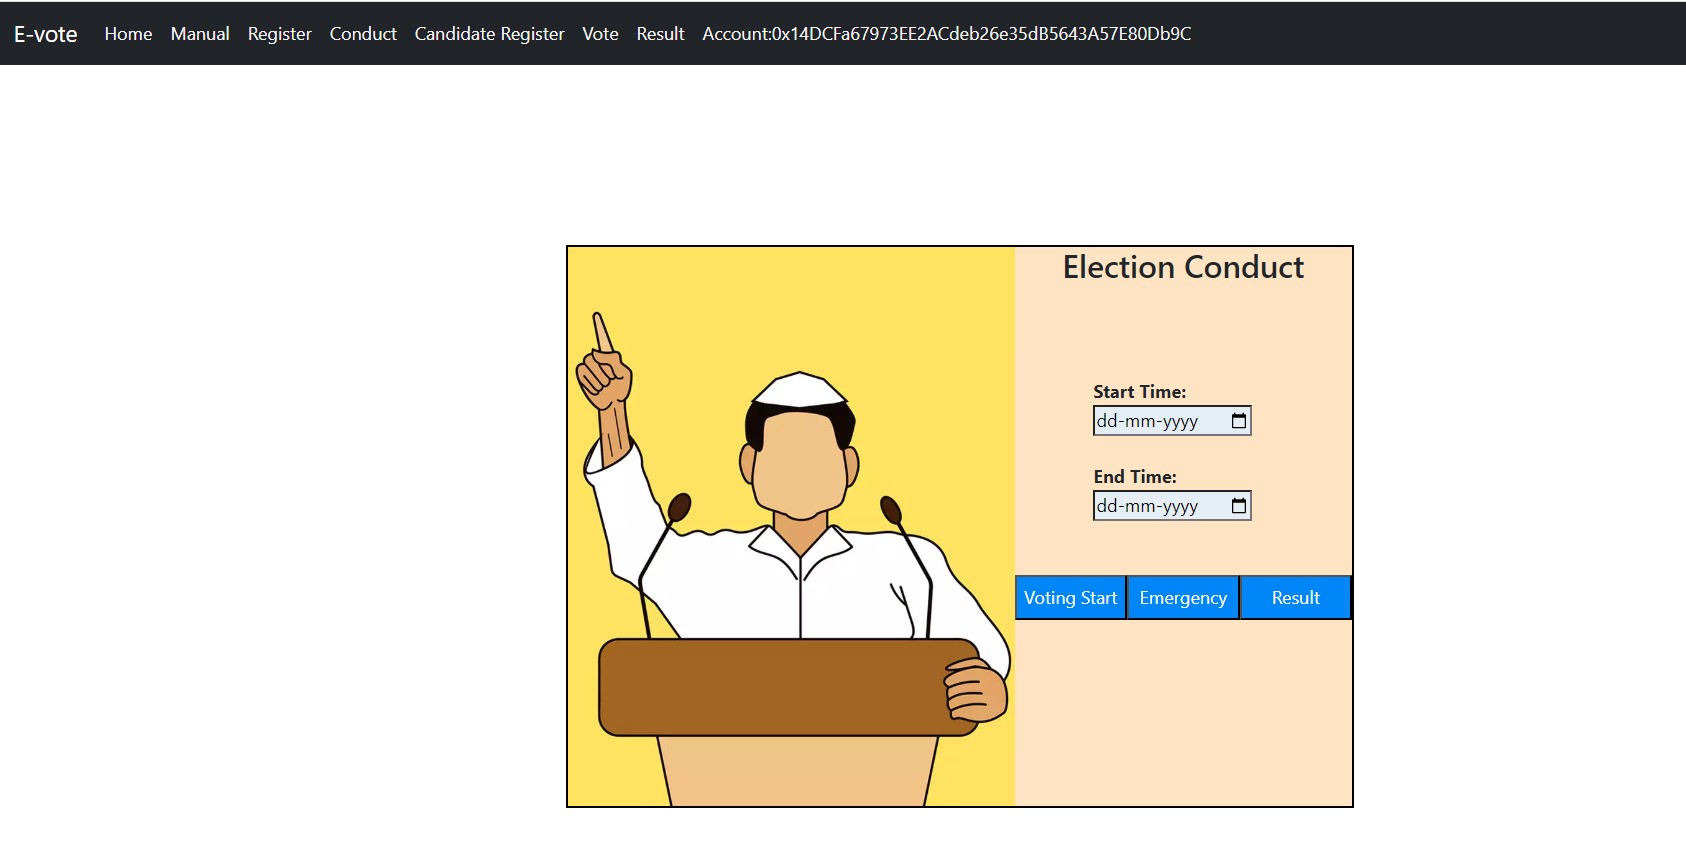 E-vote Home Manual Register Conduct Candidate Register Vote Result Account:0x14DCFa67973EE2ACdeb26e35dB5643A57E80Db9C
Election Conduct
Start Time:
dd-mm-yyyy
End Time:
dd-mm-yyyy
Voting Start Emergency Result